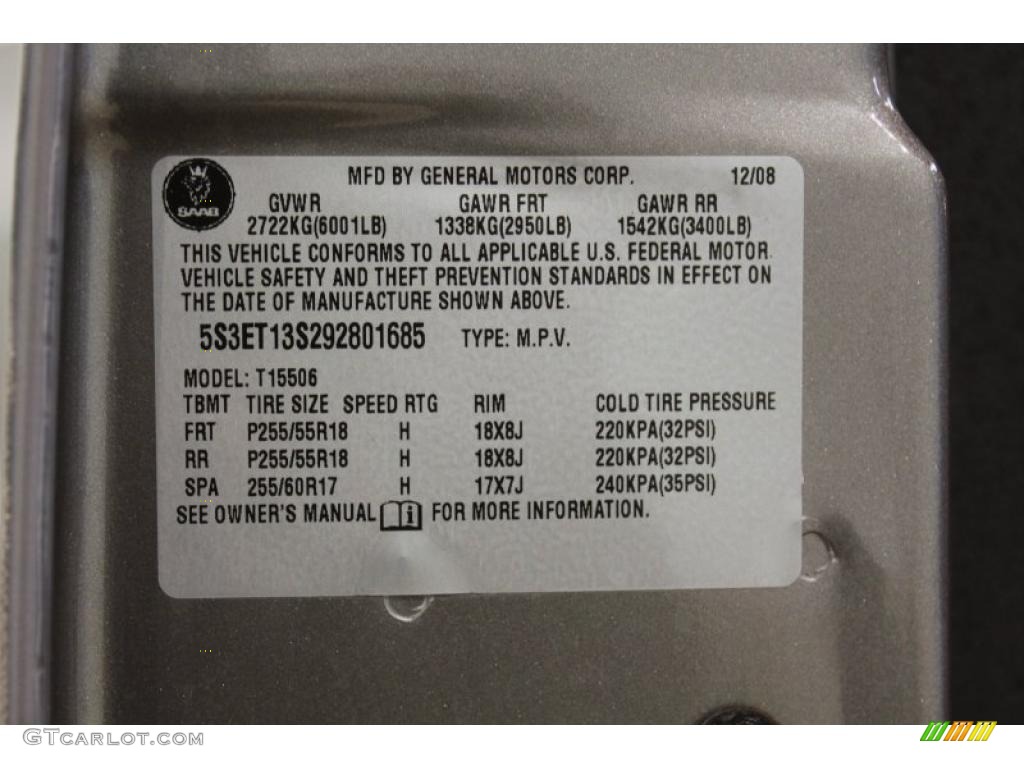 SAAB
MFD BY GENERAL MOTORS CORP. 12/08
GVWR GAWR FRT GAWR RR
2722KG(6001LB) 1338KG(2950LB) 1542KG(3400LB)
THIS VEHICLE CONFORMS TO ALL APPLICABLE U.S. FEDERAL MOTOR
VEHICLE SAFETY AND THEFT PREVENTION STANDARDS IN EFFECT ON
THE DATE OF MANUFACTURE SHOWN ABOVE.
5S3ET13S292801685 TYPE: M.P.V.
MODEL: T15506
TBMT TIRE SIZE SPEED RTG RIM COLD TIRE PRESSURE
FRT P255/55R18 H 18X8J 220KPA(32PSI)
RR P255/55R18 H 18X8J 220KPA(32PSI)
SPA 255/60R17 H 17X7J 240KPA(35PSI)
SEE OWNER'S MANUAL i FOR MORE INFORMATION.
GTCARLOT.COM